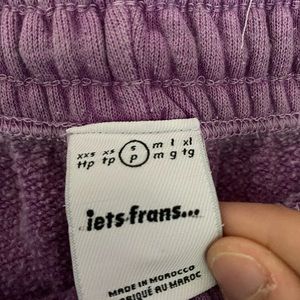 xxs xs s m l xl
ttp tp p m g tg
iets frans...
MADE IN MOROCCO
FABRIQUÉ AU MAROC